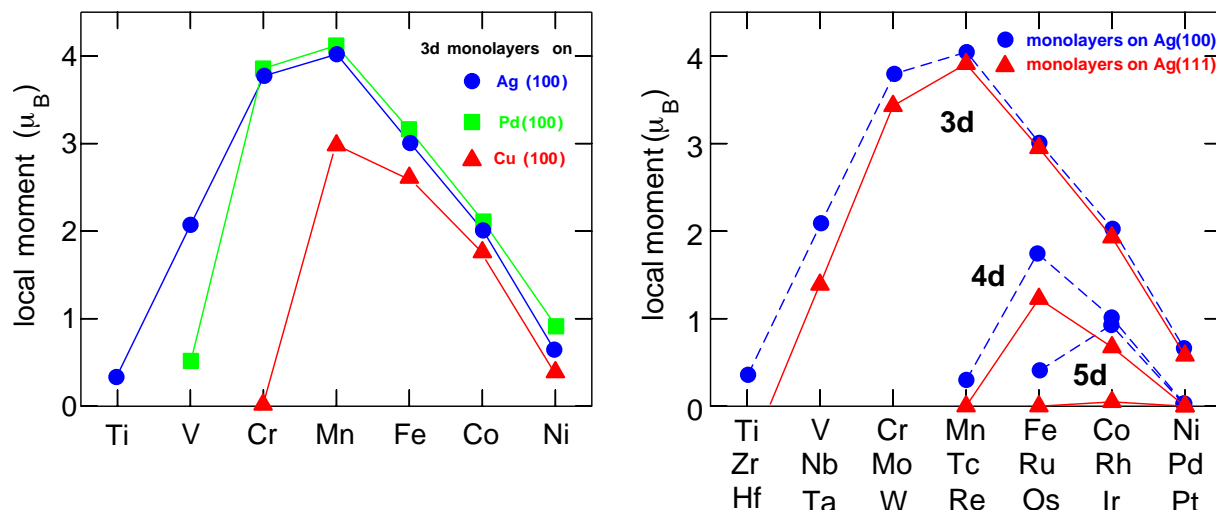 4
3
2
1
0
local moment (μB)
3d monolayers on
Ag (100)
Pd(100)
Cu (100)
Ti V Cr Mn Fe Co Ni
4
3
2
1
0
local moment (μB)
monolayers on Ag(100)
monolayers on Ag(111)
3d
4d
5d
Ti V Cr Mn Fe Co Ni
Zr Nb Mo Tc Ru Rh Pd
Hf Ta W Re Os Ir Pt